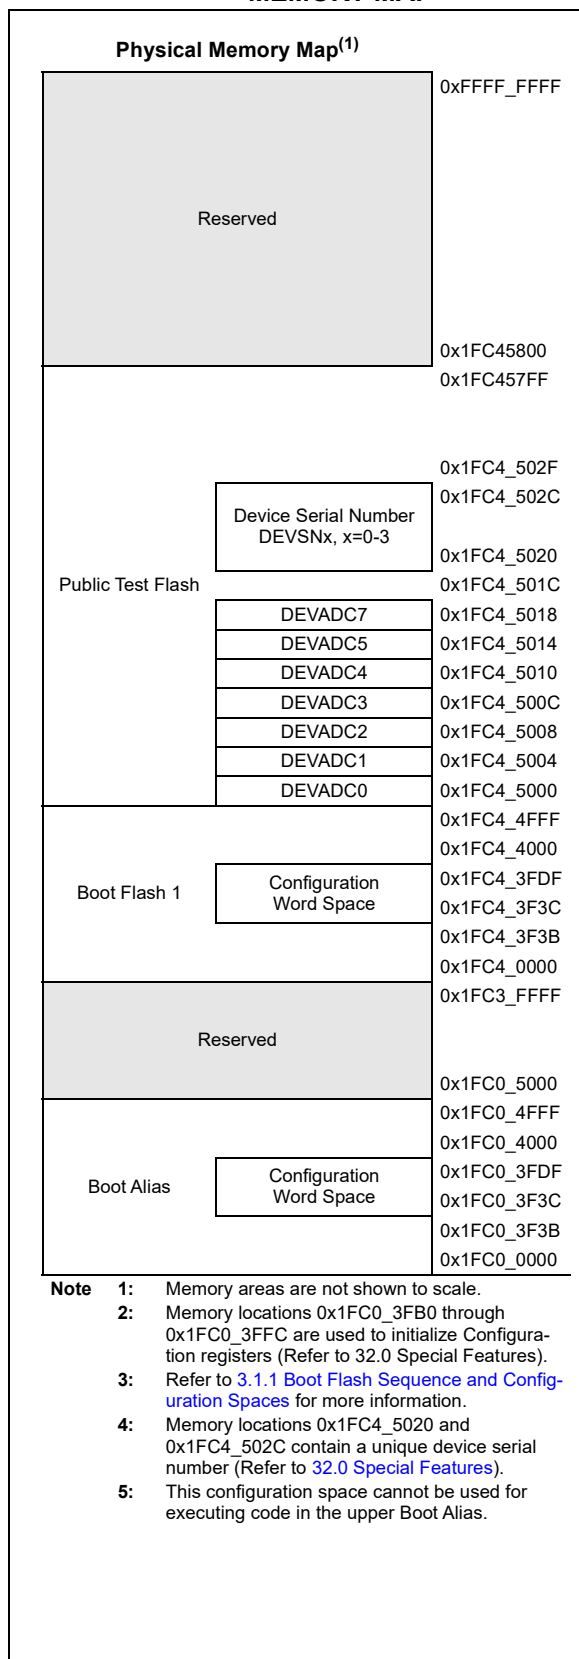 Physical Memory Map(1)
0xFFFF_FFFF
Reserved
0x1FC45800
0x1FC457FF
0x1FC4_502F
0x1FC4_502C
Device Serial Number
DEVSNx, x=0-3
0x1FC4_5020
Public Test Flash
0x1FC4_501C
DEVADC7 0x1FC4_5018
DEVADC5 0x1FC4_5014
DEVADC4 0x1FC4_5010
DEVADC3 0x1FC4_500C
DEVADC2 0x1FC4_5008
DEVADC1 0x1FC4_5004
DEVADC0 0x1FC4_5000
0x1FC4_4FFF
0x1FC4_4000
Boot Flash 1
Configuration
Word Space
0x1FC4_3FDF
0x1FC4_3F3C
0x1FC4_3F3B
0x1FC4_0000
0x1FC3_FFFF
Reserved
0x1FC0_5000
0x1FC0_4FFF
0x1FC0_4000
Boot Alias
Configuration
Word Space
0x1FC0_3FDF
0x1FC0_3F3C
0x1FC0_3F3B
0x1FC0_0000
Note 1: Memory areas are not shown to scale.
2: Memory locations 0x1FC0_3FB0 through
0x1FC0_3FFC are used to initialize Configura-
tion registers (Refer to 32.0 Special Features).
3: Refer to 3.1.1 Boot Flash Sequence and Config-
uration Spaces for more information.
4: Memory locations 0x1FC4_5020 and
0x1FC4_502C contain a unique device serial
number (Refer to 32.0 Special Features).
5: This configuration space cannot be used for
executing code in the upper Boot Alias.